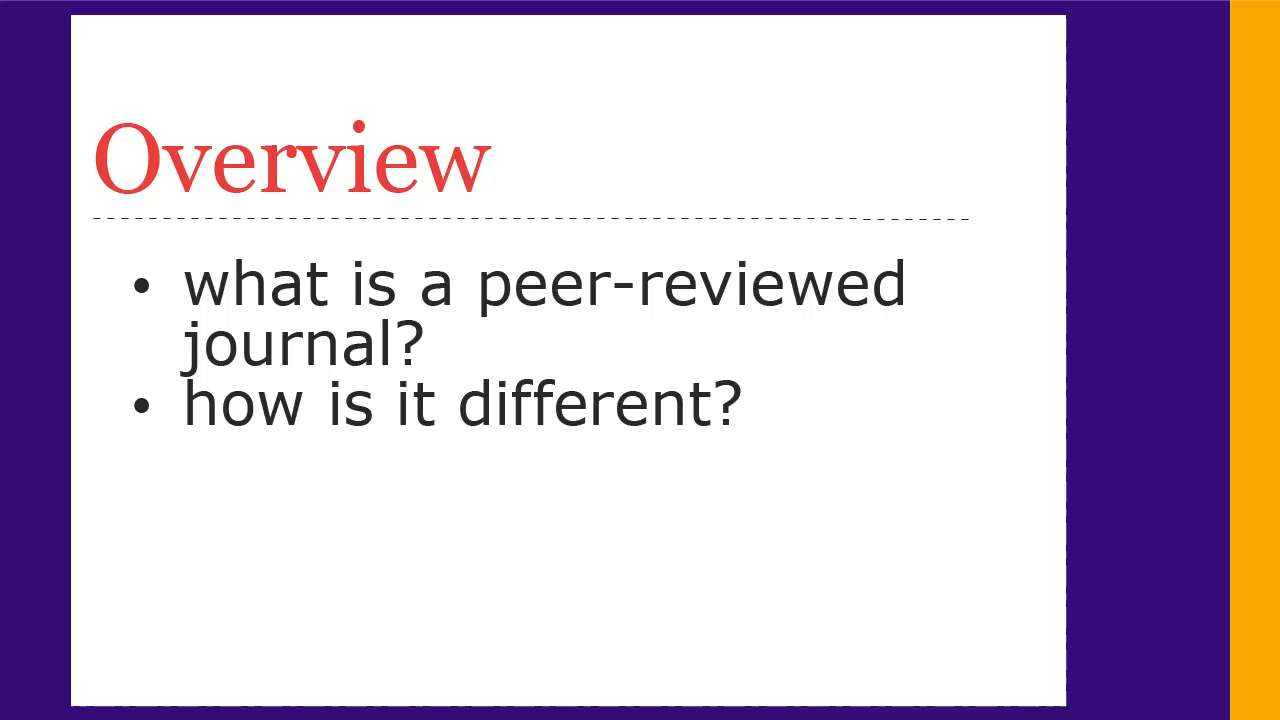 Overview
• what is a peer-reviewed
journal?
• how is it different?